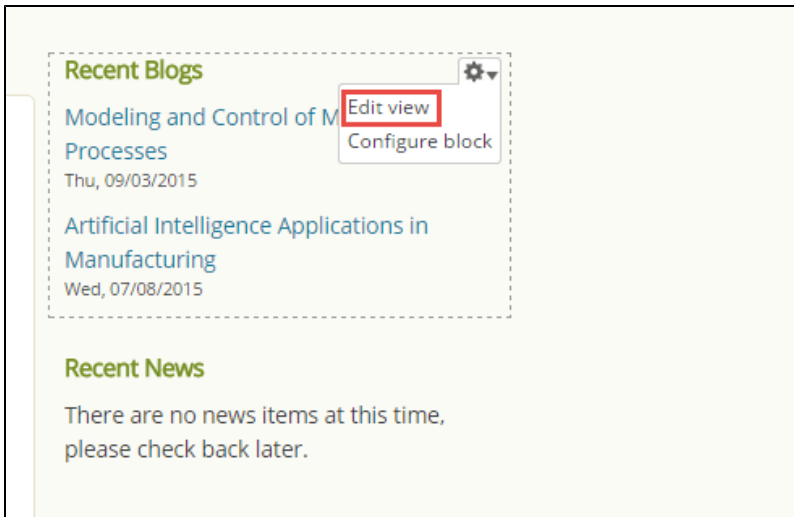 Recent Blogs
Edit view
Configure block
Modeling and Control of M
Processes
Thu, 09/03/2015
Artificial Intelligence Applications in
Manufacturing
Wed, 07/08/2015
Recent News
There are no news items at this time,
please check back later.